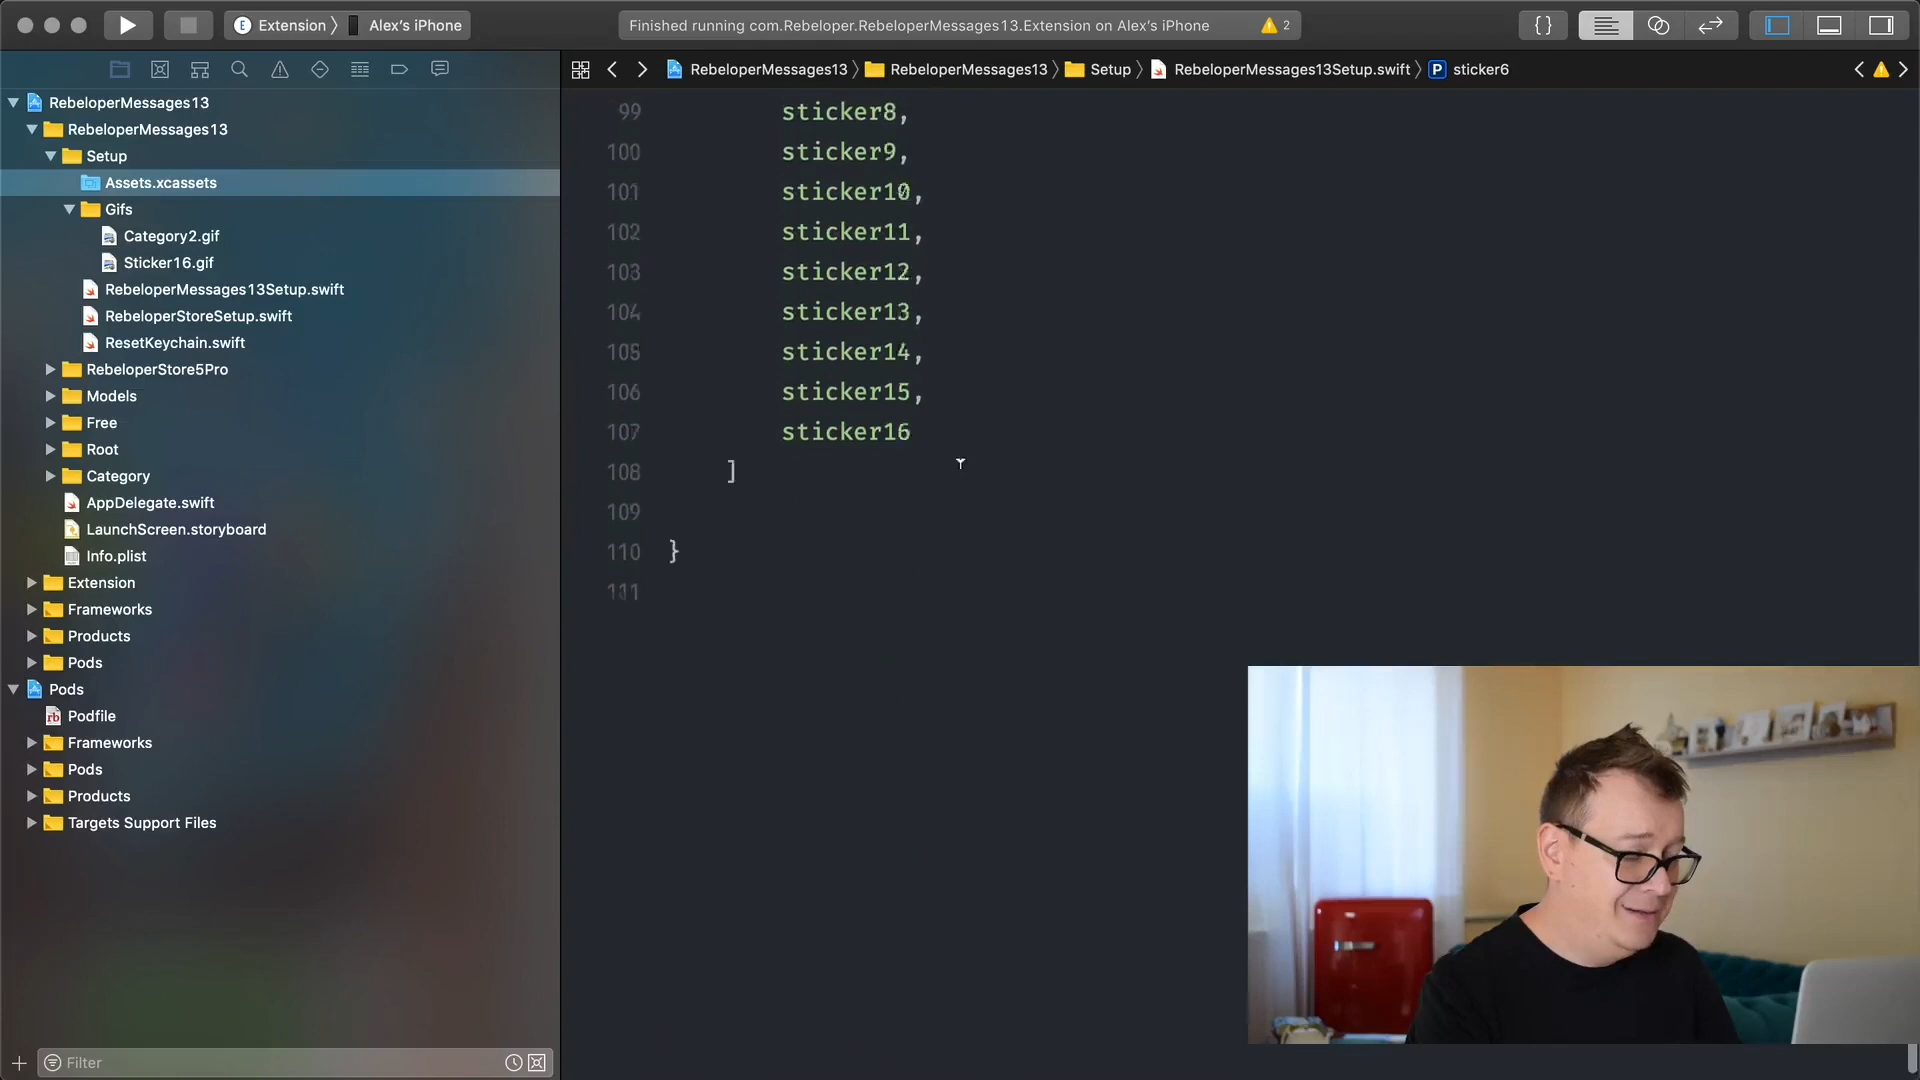 Extension
Alex's iPhone
Finished running com.Rebeloper.RebeloperMessages13.Extension on Alex's iPhone
2
{}
RebeloperMessages13
RebeloperMessages13
Setup
RebeloperMessages13Setup.swift
P
sticker6
RebeloperMessages13
RebeloperMessages13
Setup
Assets.xcassets
Gifs
Category2.gif
Sticker16.gif
RebeloperMessages13Setup.swift
RebeloperStoreSetup.swift
ResetKeychain.swift
RebeloperStore5Pro
Models
Free
Root
Category
AppDelegate.swift
LaunchScreen.storyboard
Info.plist
Extension
Frameworks
Products
Pods
Pods
Podfile
Frameworks
Pods
Products
Targets Support Files
Filter
99 sticker8,
100 sticker9,
101 sticker10,
102 sticker11,
103 sticker12,
104 sticker13,
105 sticker14,
106 sticker15,
107 sticker16
108 ]
109
110 }
111